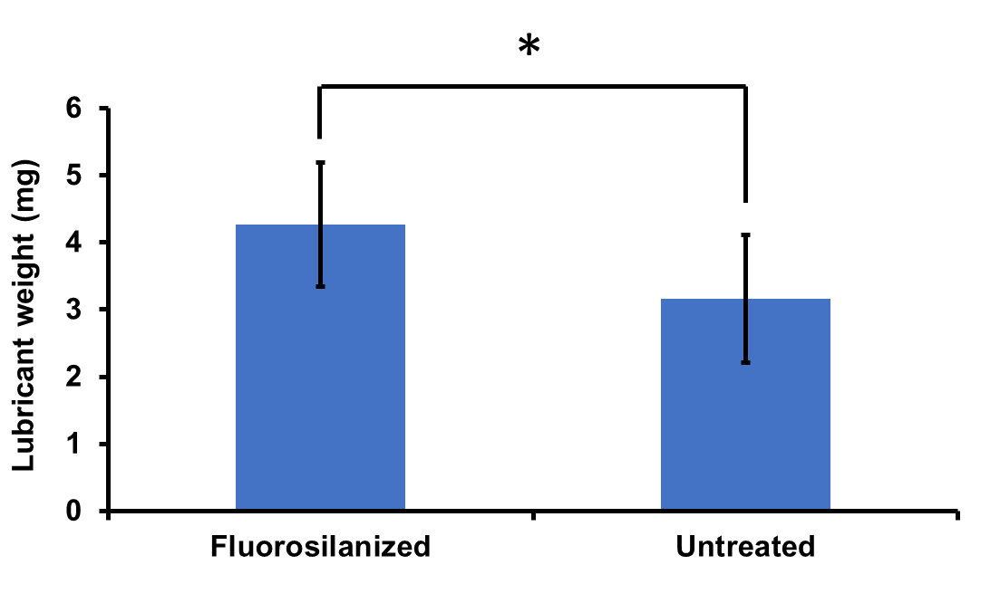 *
Lubricant weight (mg)
6
5
4
3
2
1
0
Fluorosilanized
Untreated